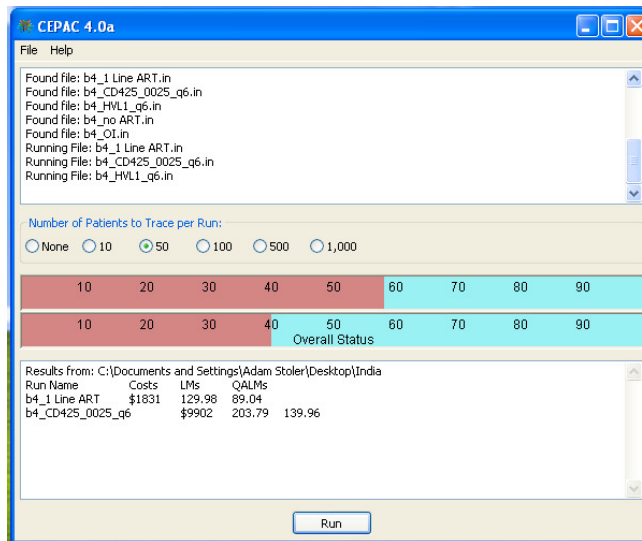 CEPAC 4.0a
File Help
Found file: b4_1 Line ART.in
Found file: b4_CD425_0025_q6.in
Found file: b4_HVL1_q6.in
Found file: b4_no ART.in
Found file: b4_OI.in
Running File: b4_1 Line ART.in
Running File: b4_CD425_0025_q6.in
Running File: b4_HVL1_q6.in
Number of Patients to Trace per Run:
None 10 50 100 500 1,000
10 20 30 40 50 60 70 80 90
10 20 30 40 50 60 70 80 90
Overall Status
Results from: C:\Documents and Settings\Adam Stoler\Desktop\India
Run Name Costs LMs QALMs
b4_1 Line ART $1831 129.98 89.04
b4_CD425_0025_q6 $9902 203.79 139.96
Run